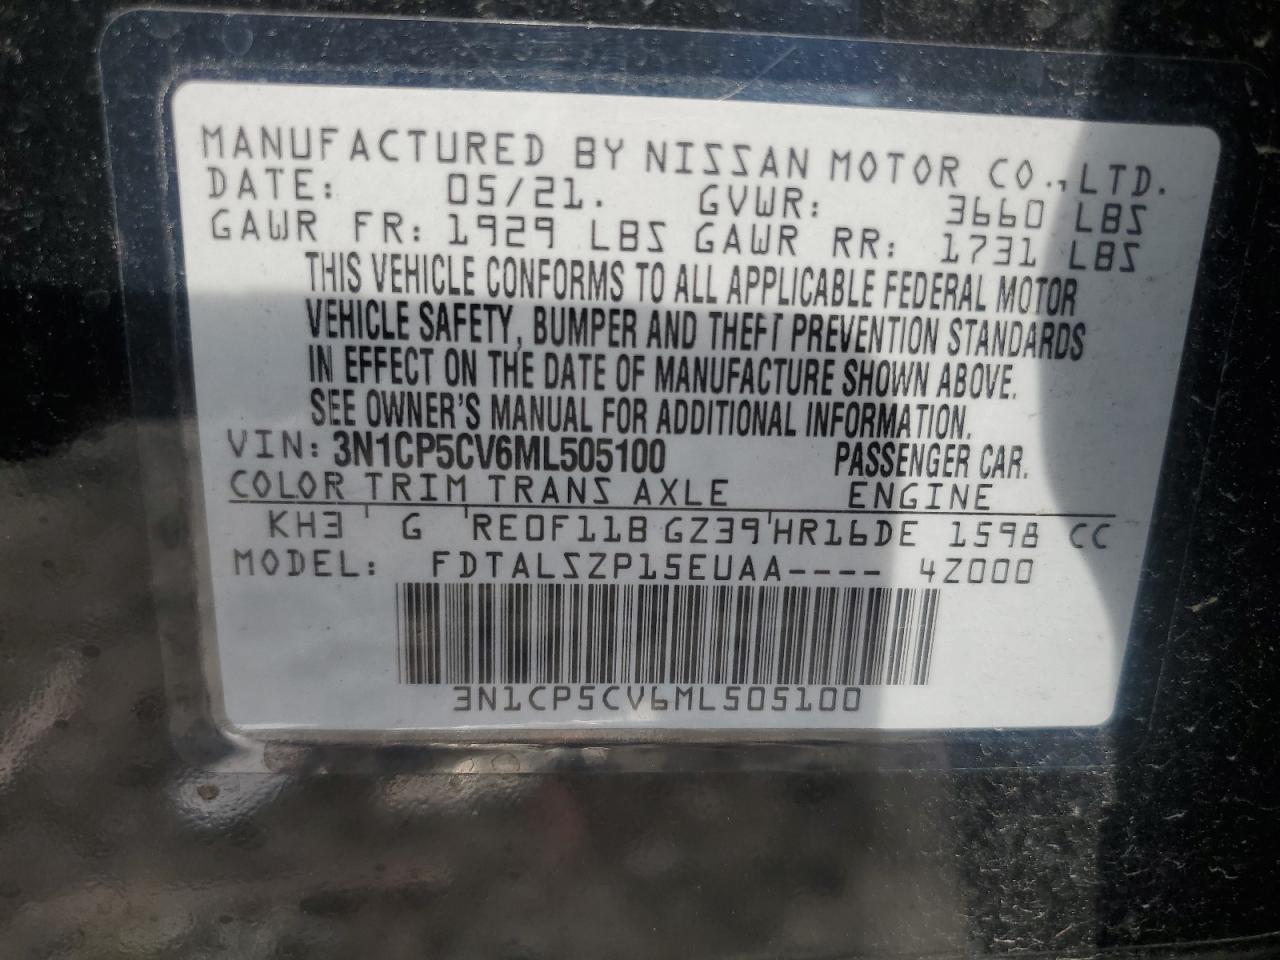 MANUFACTURED BY NISSAN MOTOR CO., LTD.
DATE: 05/21. GVWR: 3660 LBS
GAWR FR: 1929 LBS GAWR RR: 1731 LBS
THIS VEHICLE CONFORMS TO ALL APPLICABLE FEDERAL MOTOR
VEHICLE SAFETY, BUMPER AND THEFT PREVENTION STANDARDS
IN EFFECT ON THE DATE OF MANUFACTURE SHOWN ABOVE.
SEE OWNER'S MANUAL FOR ADDITIONAL INFORMATION.
VIN: 3N1CP5CV6ML505100 PASSENGER CAR.
COLOR TRIM TRANS AXLE ENGINE
KH3 ' G 'RE0F11B GZ39'HR16DE 1598 CC
MODEL: FDTALSZP15EUAA---- 4Z000
3N1CP5CV6ML505100